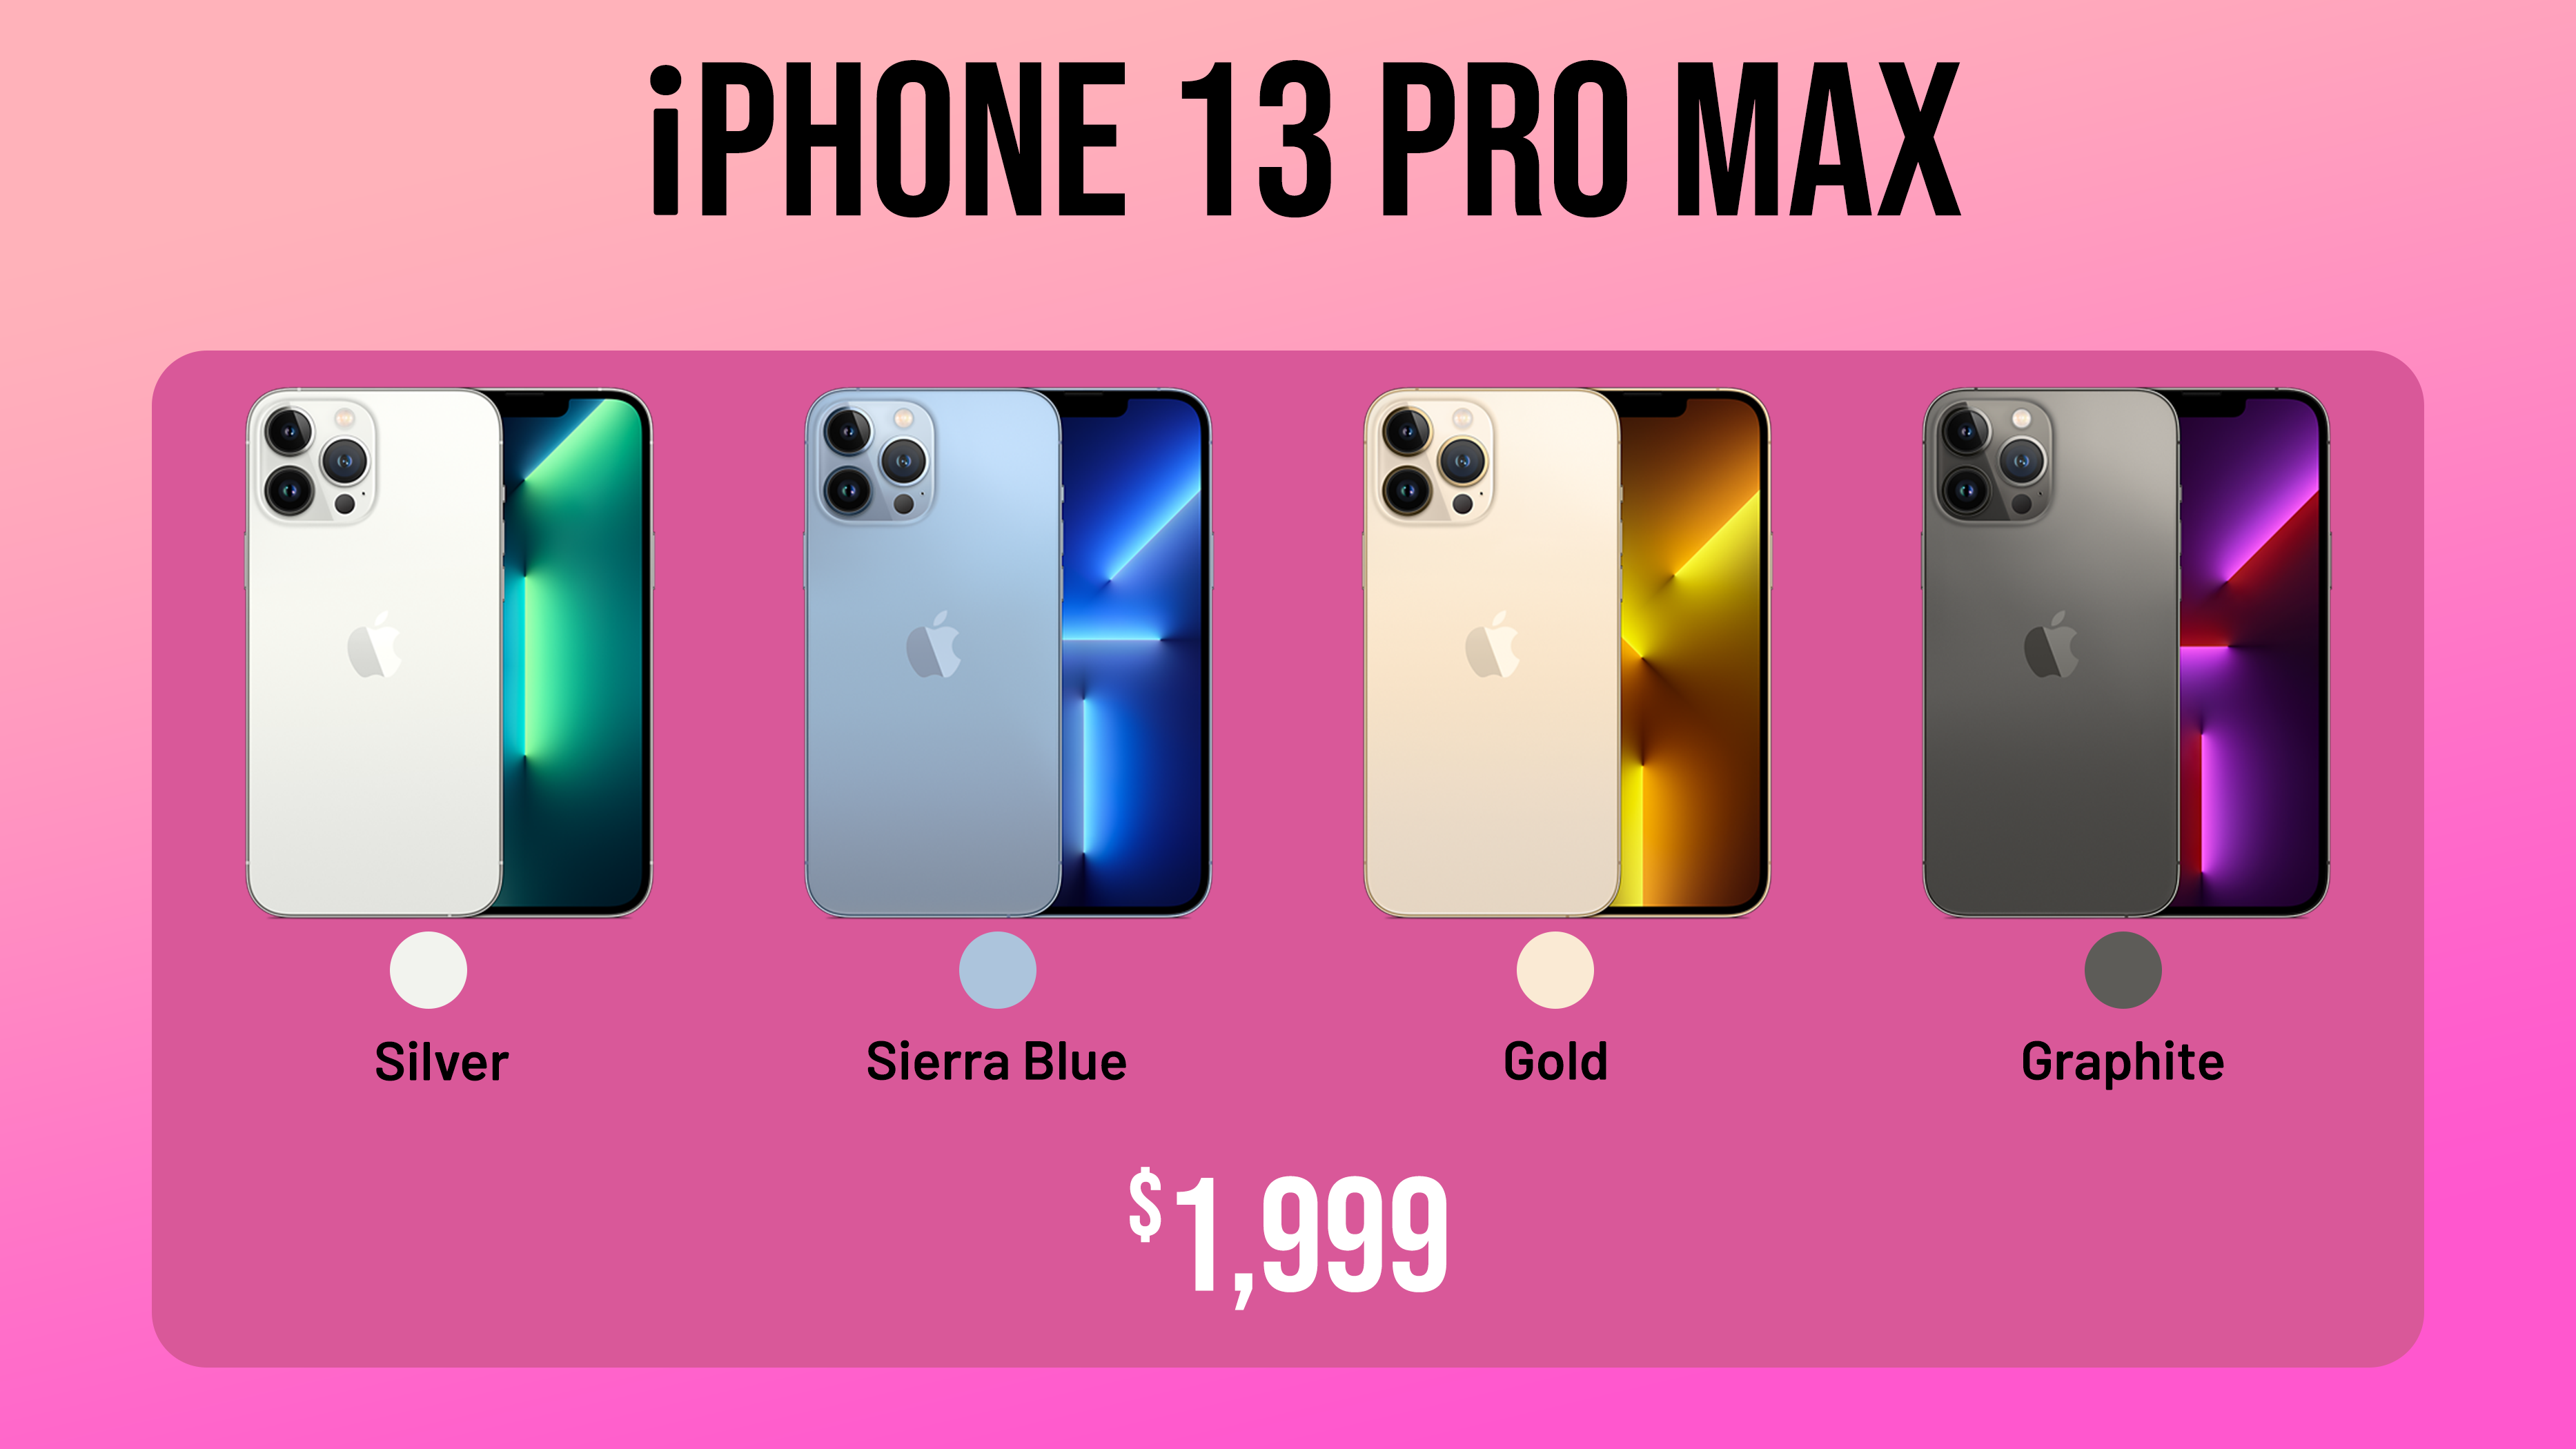 iPHONE 13 PRO MAX
Silver
Sierra Blue
Gold
Graphite
$1,999